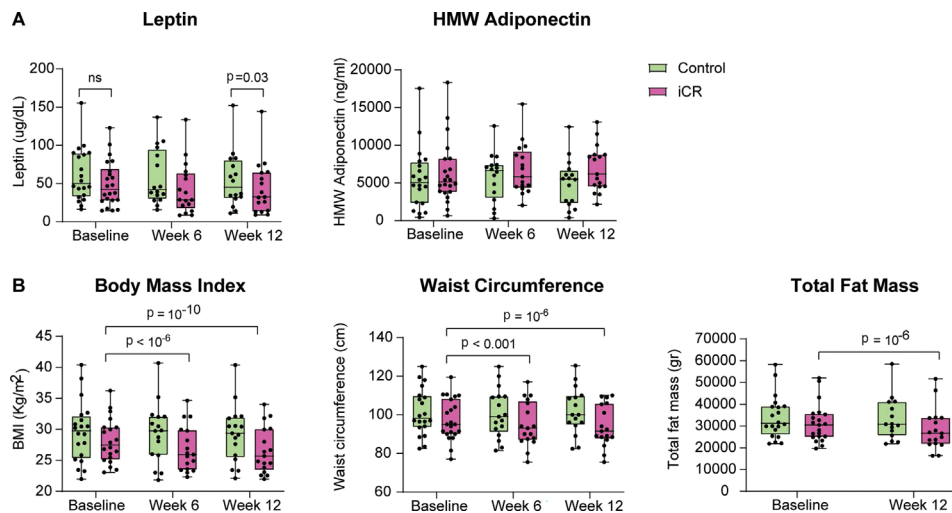 A
Leptin
HMW Adiponectin
Control
iCR
Leptin (ug/dL)
200
150
100
50
0
ns
p=0.03
Baseline Week 6 Week 12
HMW Adiponectin (ng/ml)
20000
15000
10000
5000
0
Baseline Week 6 Week 12
B
Body Mass Index
Waist Circumference
Total Fat Mass
BMI (Kg/m²)
45
40
35
30
25
20
p = 10⁻¹⁰
p < 10⁻⁶
Baseline Week 6 Week 12
Waist circumference (cm)
140
120
100
80
60
p = 10⁻⁶
p < 0.001
Baseline Week 6 Week 12
Total fat mass (gr)
70000
60000
50000
40000
30000
20000
10000
0
p = 10⁻⁶
Baseline Week 12